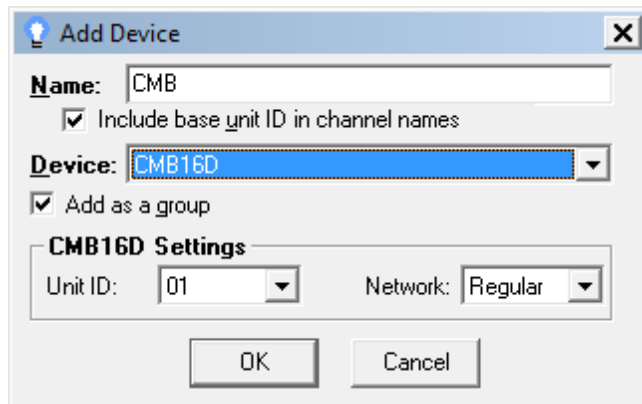 Add Device
Name: CMB
Include base unit ID in channel names
Device: CMB16D
Add as a group
CMB16D Settings
Unit ID: 01 Network: Regular
OK Cancel